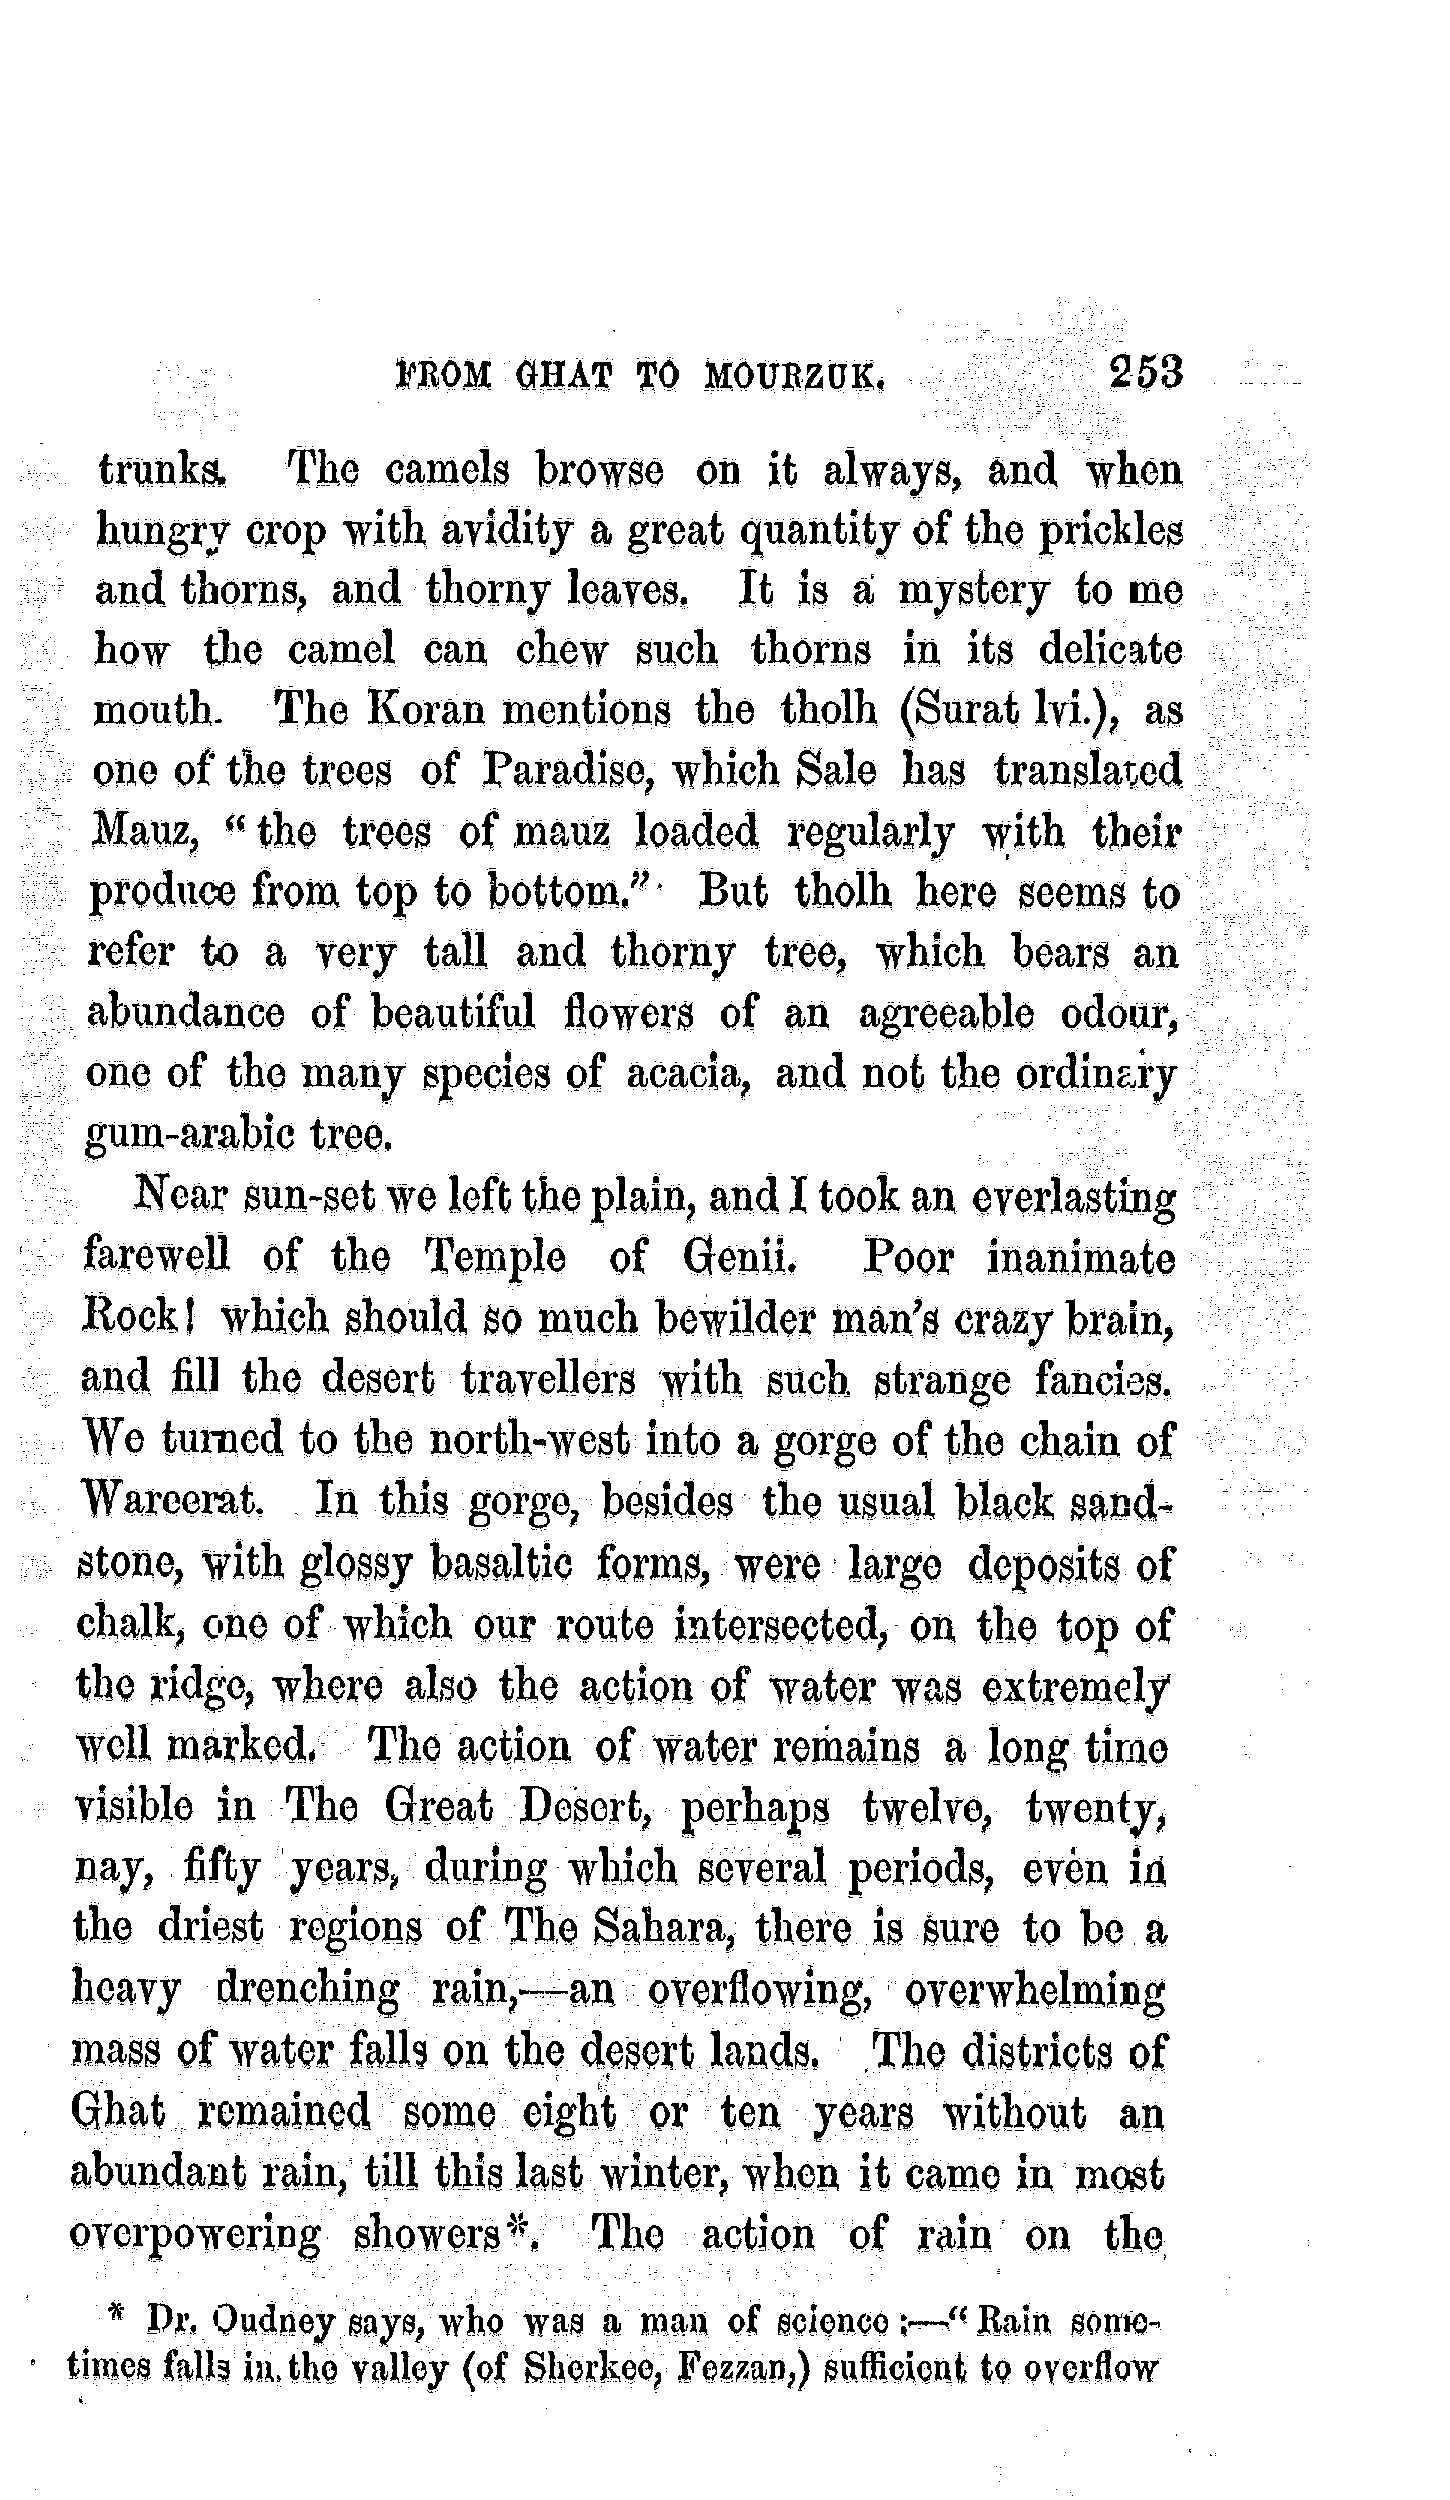 FROM GHAT TO MOURZUK. 253
trunks. The camels browse on it always, and when
hungry crop with avidity a great quantity of the prickles
and thorns, and thorny leaves. It is a mystery to me
how the camel can chew such thorns in its delicate
mouth. The Koran mentions the tholh (Surat lvi.), as
one of the trees of Paradise, which Sale has translated
Mauz, “the trees of mauz loaded regularly with their
produce from top to bottom.” But tholh here seems to
refer to a very tall and thorny tree, which bears an
abundance of beautiful flowers of an agreeable odour,
one of the many species of acacia, and not the ordinary
gum-arabic tree.
Near sun-set we left the plain, and I took an everlasting
farewell of the Temple of Genii. Poor inanimate
Rock! which should so much bewilder man’s crazy brain,
and fill the desert travellers with such strange fancies.
We turned to the north-west into a gorge of the chain of
Wareerat. In this gorge, besides the usual black sand-
stone, with glossy basaltic forms, were large deposits of
chalk, one of which our route intersected, on the top of
the ridge, where also the action of water was extremely
well marked. The action of water remains a long time
visible in The Great Desert, perhaps twelve, twenty,
nay, fifty years, during which several periods, even in
the driest regions of The Sahara, there is sure to be a
heavy drenching rain,—an overflowing, overwhelming
mass of water falls on the desert lands. The districts of
Ghat remained some eight or ten years without an
abundant rain, till this last winter, when it came in most
overpowering showers*. The action of rain on the
* Dr. Oudney says, who was a man of science :—“ Rain some-
times falls in the valley (of Sherkee, Fezzan,) sufficient to overflow